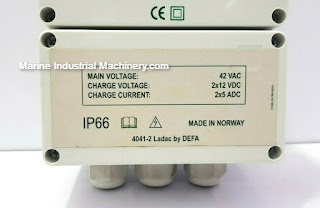 CE
Marine Industrial Machinery.com
MAIN VOLTAGE: 42 VAC
CHARGE VOLTAGE: 2x12 VDC
CHARGE CURRENT: 2x5 ADC
IP66 MADE IN NORWAY
4041-2 Ladac by DEFA